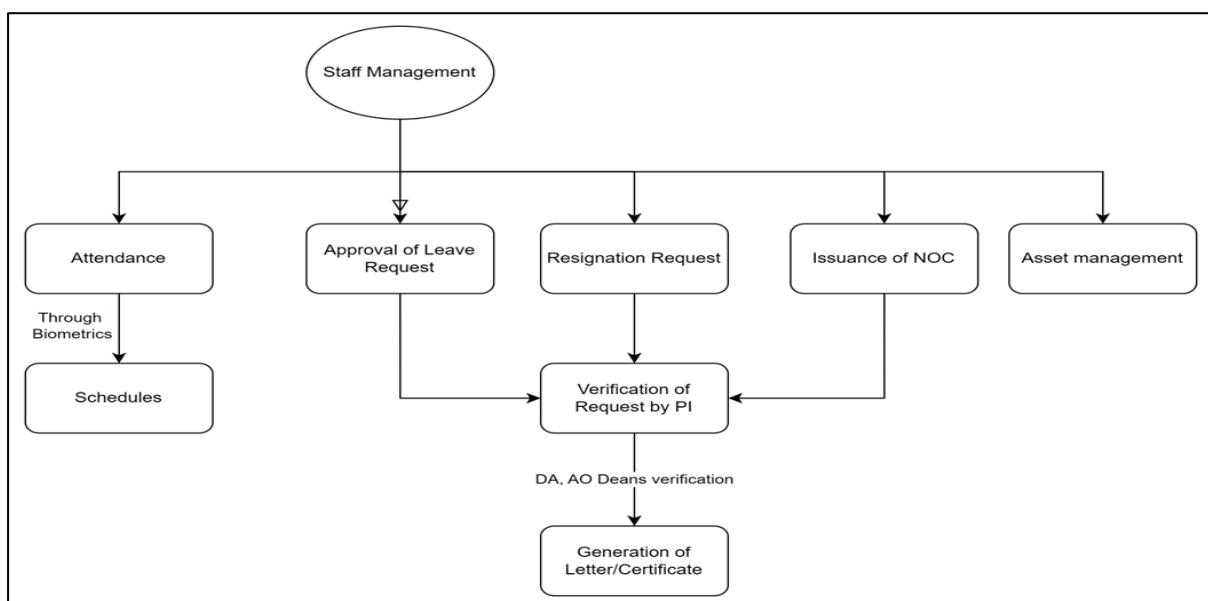 Staff Management
Attendance
Approval of Leave
Request
Resignation Request
Issuance of NOC
Asset management
Through
Biometrics
Schedules
Verification of
Request by PI
DA, AO Deans verification
Generation of
Letter/Certificate